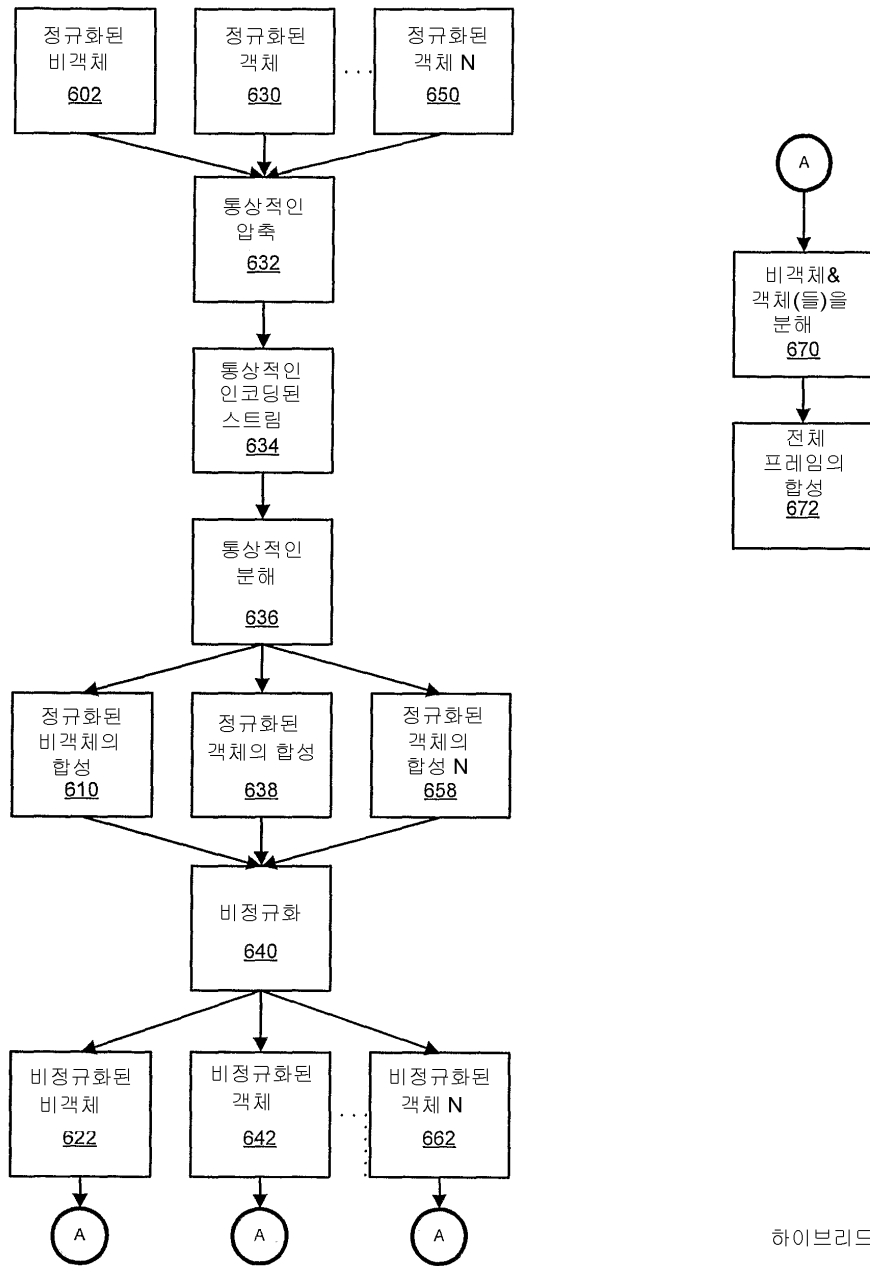 정규화된
비객체
602
정규화된
객체
630
. . .
정규화된
객체 N
650
통상적인
압축
632
통상적인
인코딩된
스트림
634
통상적인
분해
636
정규화된
비객체의
합성
610
정규화된
객체의 합성
638
정규화된
객체의
합성 N
658
비정규화
640
비정규화된
비객체
622
비정규화된
객체
642
. . .
비정규화된
객체 N
662
A
A
A
A
비객체&
객체(들)을
분해
670
전체
프레임의
합성
672
하이브리드